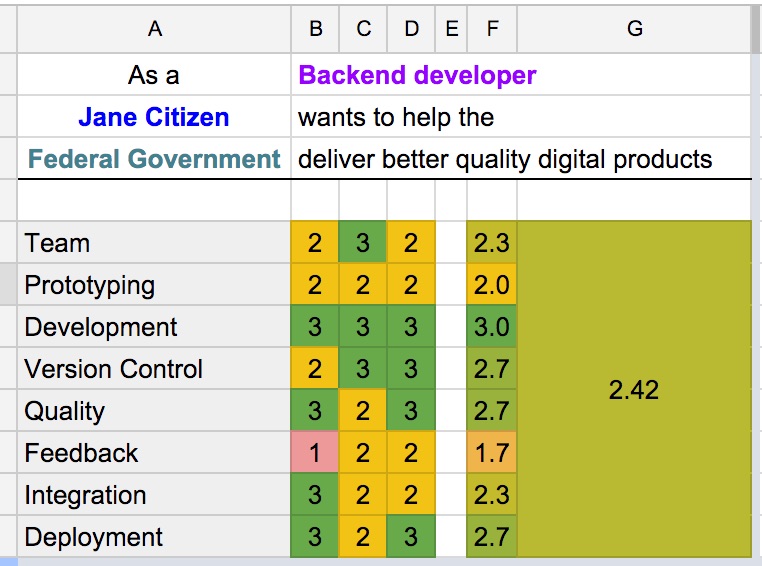 A B C D E F G
As a Backend developer
Jane Citizen wants to help the
Federal Government deliver better quality digital products
Team 2 3 2 2.3
Prototyping 2 2 2 2.0
Development 3 3 3 3.0
Version Control 2 3 3 2.7
2.42
Quality 3 2 3 2.7
Feedback 1 2 2 1.7
Integration 3 2 2 2.3
Deployment 3 2 3 2.7